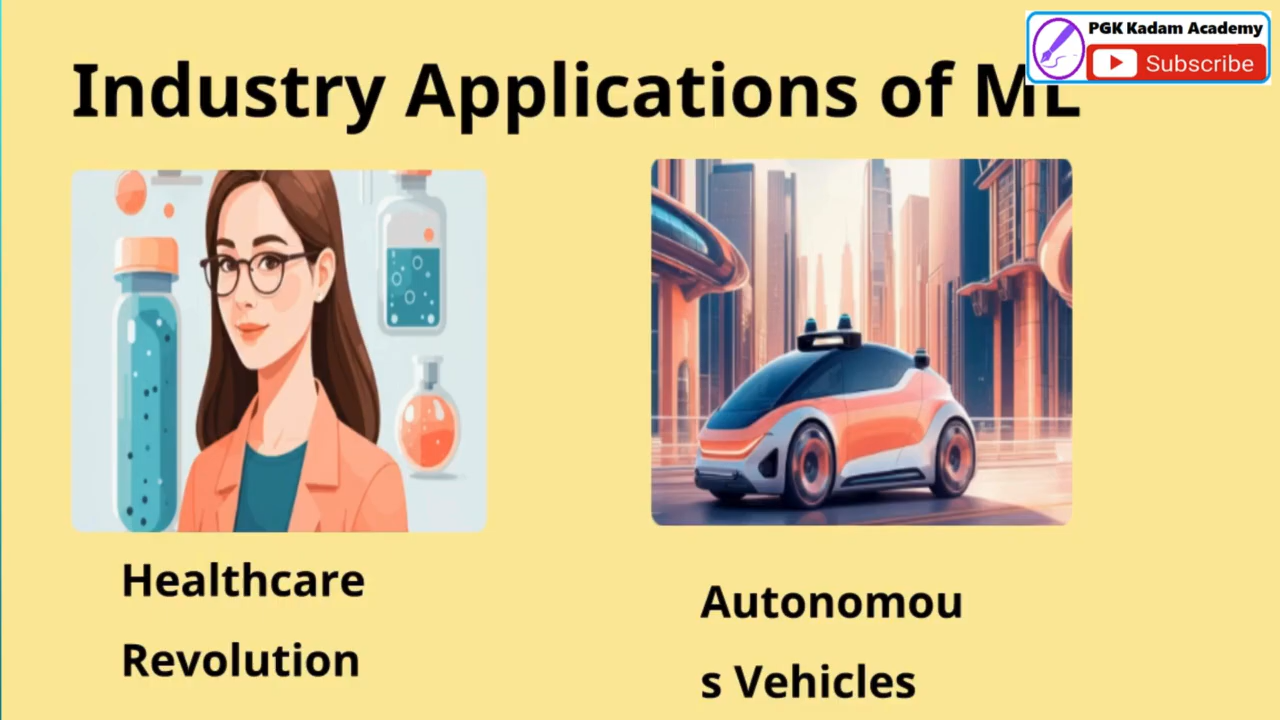 PGK Kadam Academy
Subscribe
Industry Applications of ML
Healthcare
Revolution
Autonomou
s Vehicles